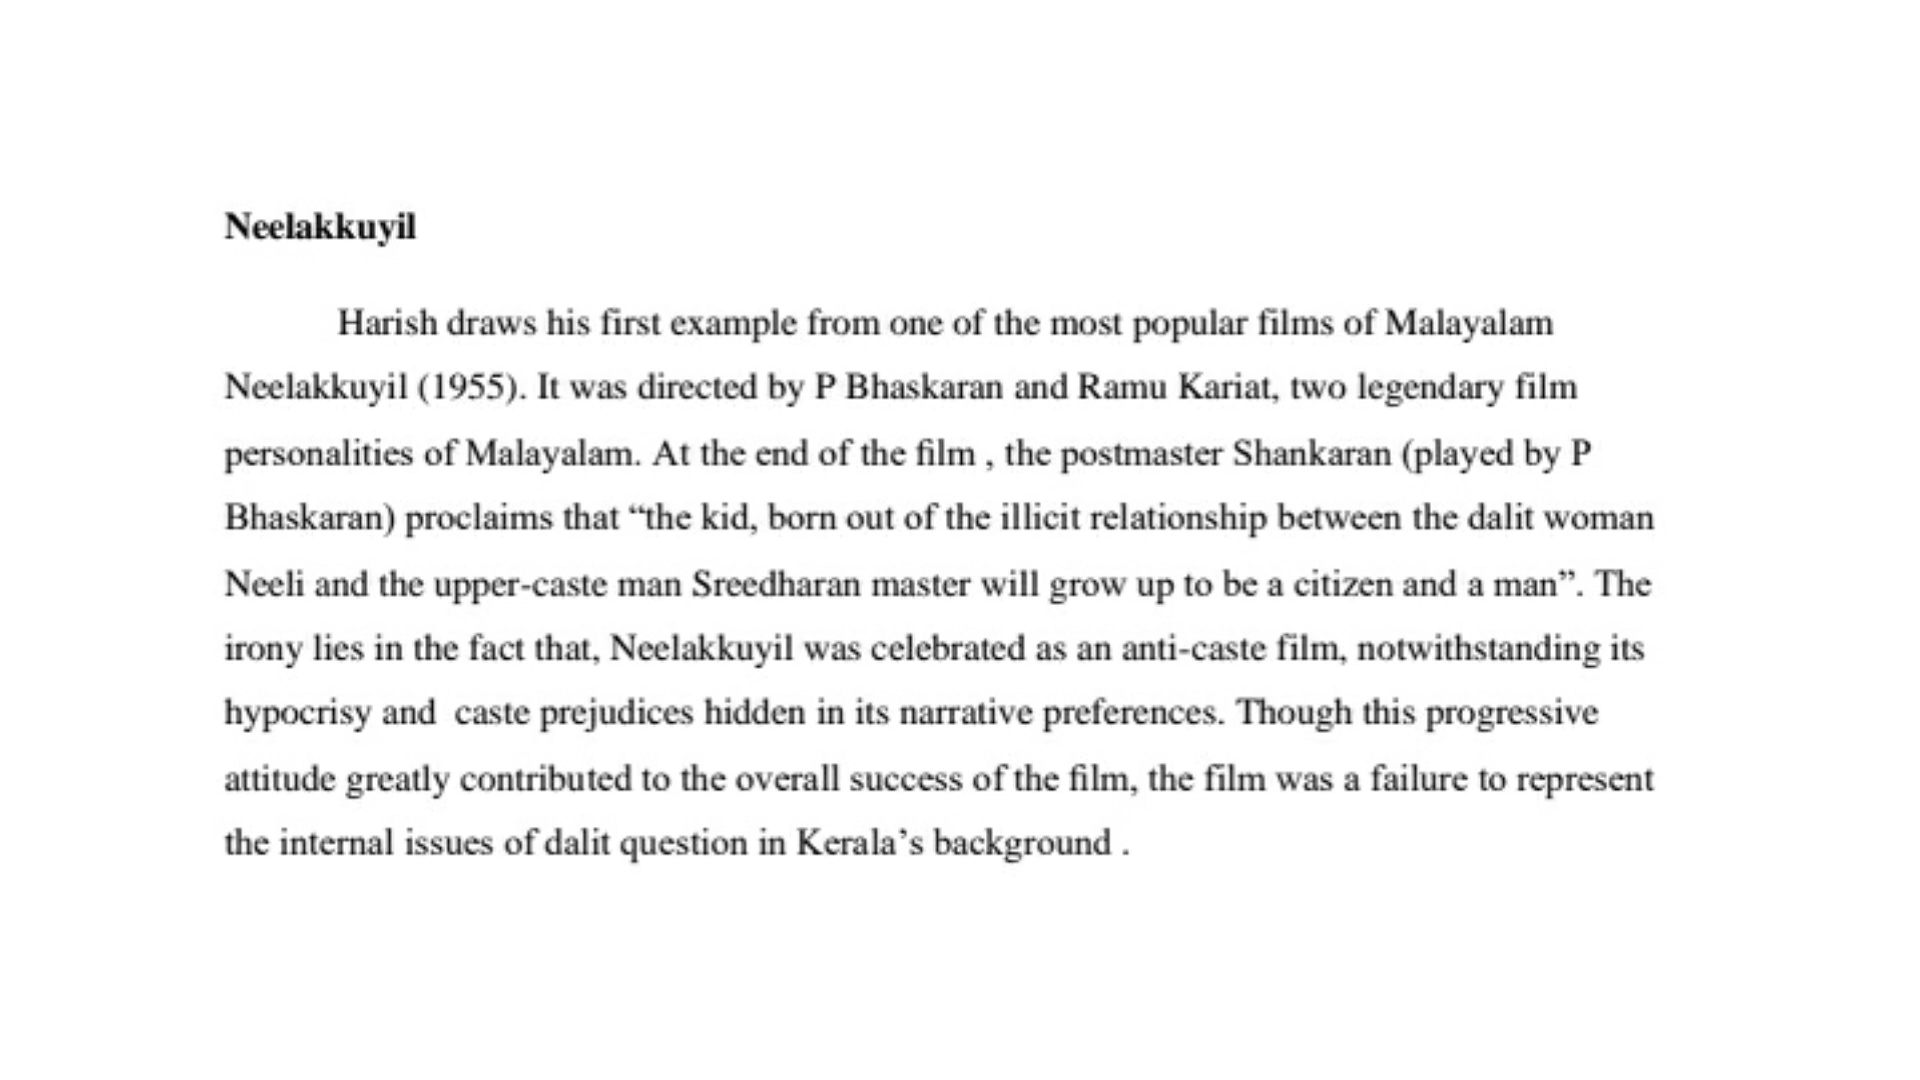 Neelakkuyil
Harish draws his first example from one of the most popular films of Malayalam
Neelakkuyil (1955). It was directed by P Bhaskaran and Ramu Kariat, two legendary film
personalities of Malayalam. At the end of the film , the postmaster Shankaran (played by P
Bhaskaran) proclaims that “the kid, born out of the illicit relationship between the dalit woman
Neeli and the upper-caste man Sreedharan master will grow up to be a citizen and a man”. The
irony lies in the fact that, Neelakkuyil was celebrated as an anti-caste film, notwithstanding its
hypocrisy and  caste prejudices hidden in its narrative preferences. Though this progressive
attitude greatly contributed to the overall success of the film, the film was a failure to represent
the internal issues of dalit question in Kerala’s background .